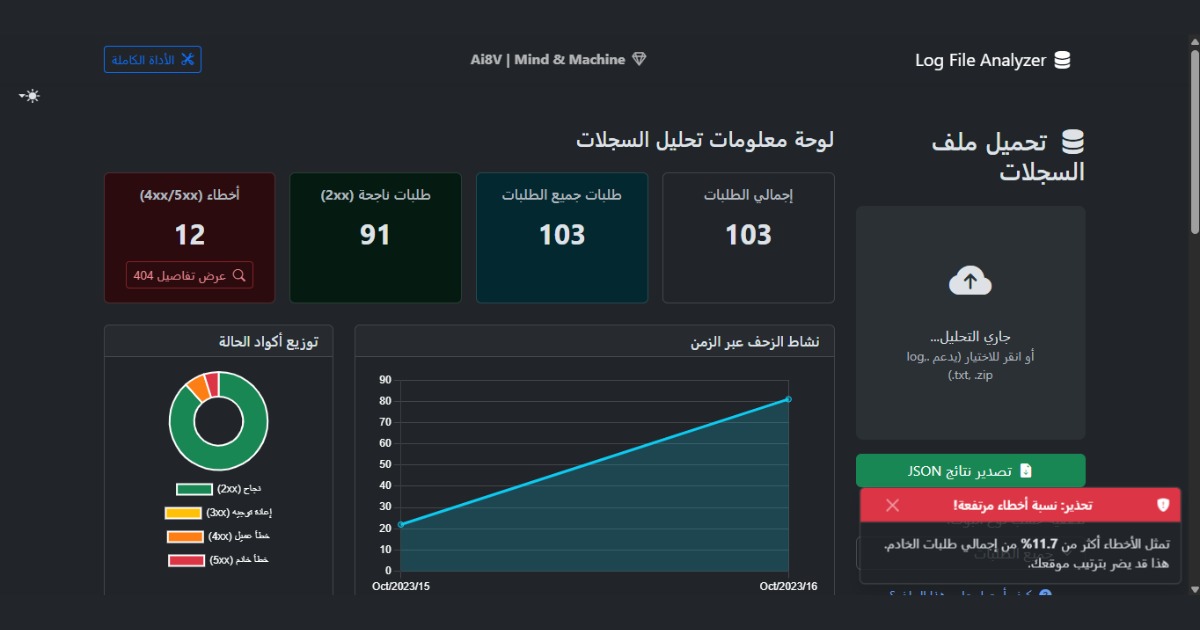 Log File Analyzer
Ai8V | Mind & Machine
الأداة الكاملة
تحميل ملف
السجلات
جاري التحليل...
أو انقر للاختيار (يدعم .log,
.txt, .zip)
تصدير نتائج JSON
تحذير: نسبة أخطاء مرتفعة!
تمثل الأخطاء أكثر من 11.7% من إجمالي طلبات الخادم.
هذا قد يضر بترتيب موقعك.
جميع الطلبات
لوحة معلومات تحليل السجلات
إجمالي الطلبات
103
طلبات جميع الطلبات
103
طلبات ناجحة (2xx)
91
أخطاء (4xx/5xx)
12
عرض تفاصيل 404
نشاط الزحف عبر الزمن
90
80
70
60
50
40
30
20
10
0
15/Oct/2023
16/Oct/2023
توزيع أكواد الحالة
نجاح (2xx)
إعادة توجيه (3xx)
خطأ عميل (4xx)
خطأ خادم (5xx)